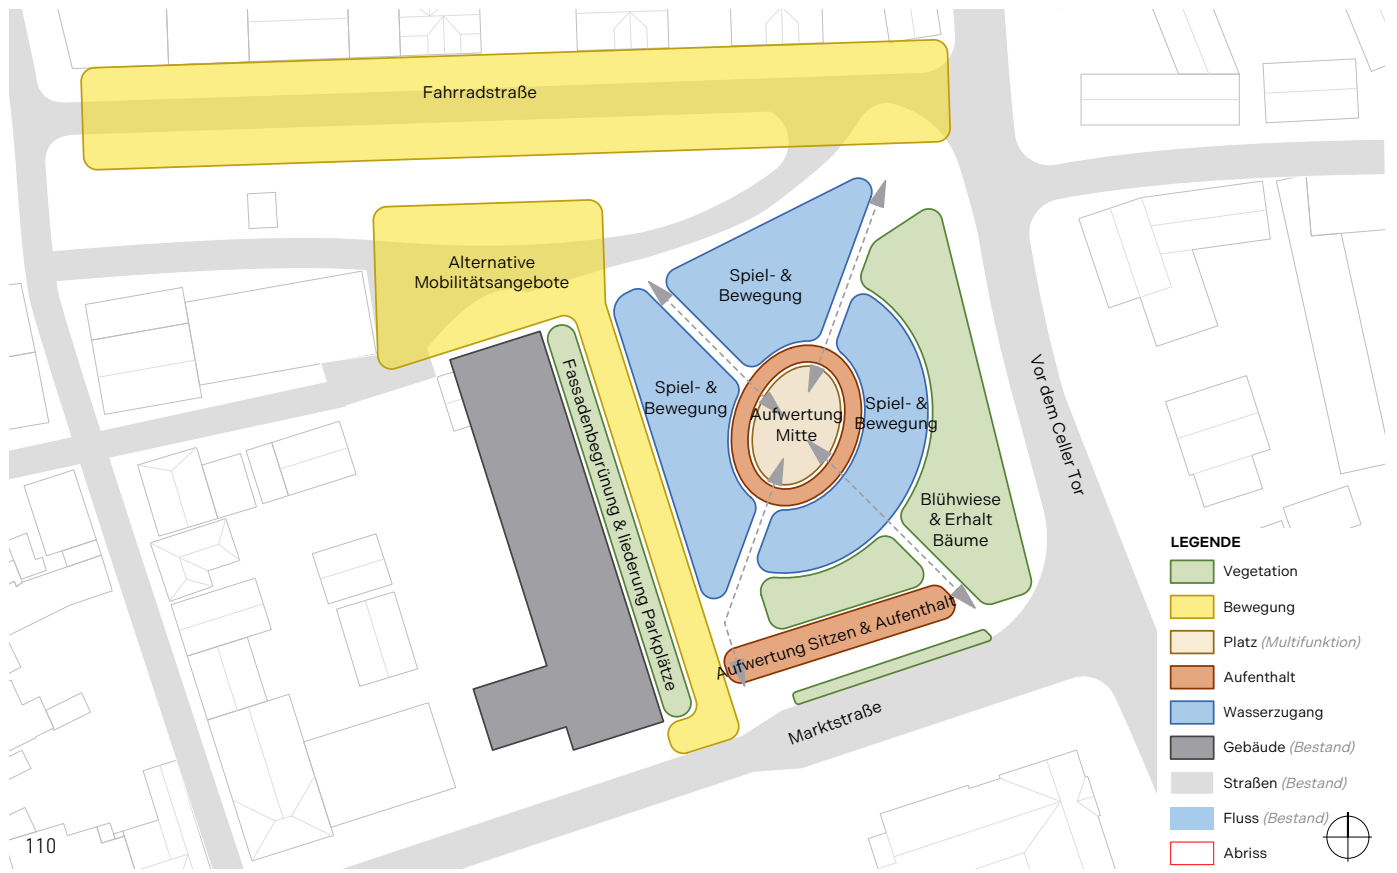 Fahrradstraße
Alternative
Mobilitätsangebote
Spiel- &
Bewegung
Spiel- &
Bewegung
Spiel- &
Bewegung
Aufwertung
Mitte
Fassadenbegrünung & liederung Parkplätze
Blühwiese
& Erhalt
Bäume
Aufwertung Sitzen & Aufenthalt
Marktstraße
Vor dem Celler Tor
LEGENDE
Vegetation
Bewegung
Platz (Multifunktion)
Aufenthalt
Wasserzugang
Gebäude (Bestand)
Straßen (Bestand)
Fluss (Bestand)
Abriss
110